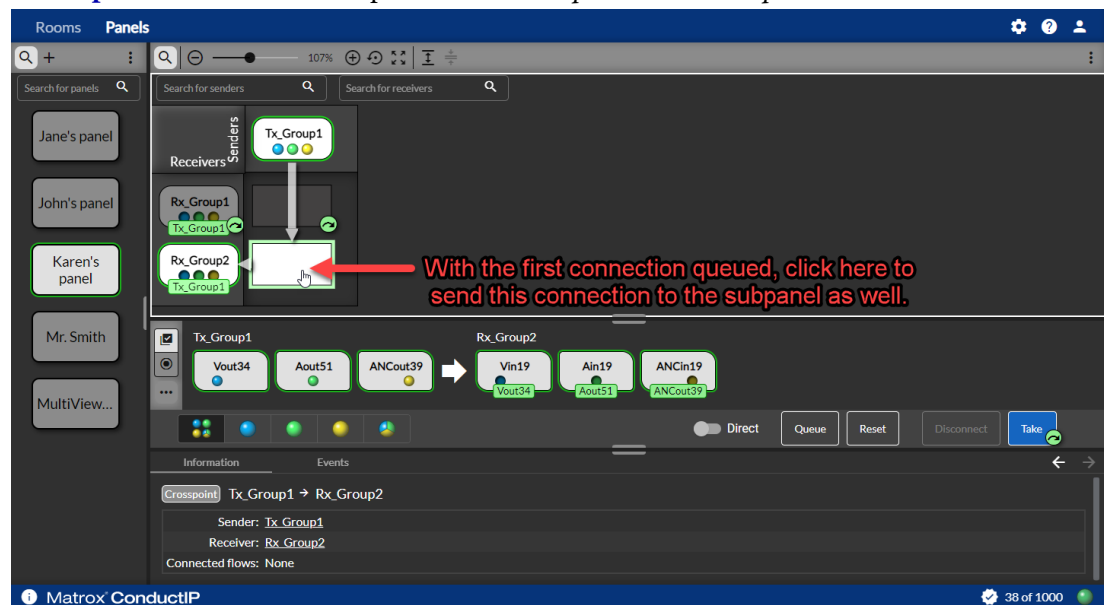 Rooms Panels
107%
Search for panels
Search for senders
Search for receivers
Jane's panel
John's panel
Karen's
panel
Mr. Smith
MultiView...
Senders
Receivers
Tx_Group1
Rx_Group1
Tx_Group1
Rx_Group2
Tx_Group1
With the first connection queued, click here to
send this connection to the subpanel as well.
Tx_Group1
Rx_Group2
Vout34
Aout51
ANCout39
Vin19
Vout34
Ain19
Aout51
ANCin19
ANCout39
Direct
Queue
Reset
Disconnect
Take
Information
Events
Crosspoint Tx_Group1 → Rx_Group2
Sender: Tx_Group1
Receiver: Rx_Group2
Connected flows: None
Matrox® ConductIP
38 of 1000